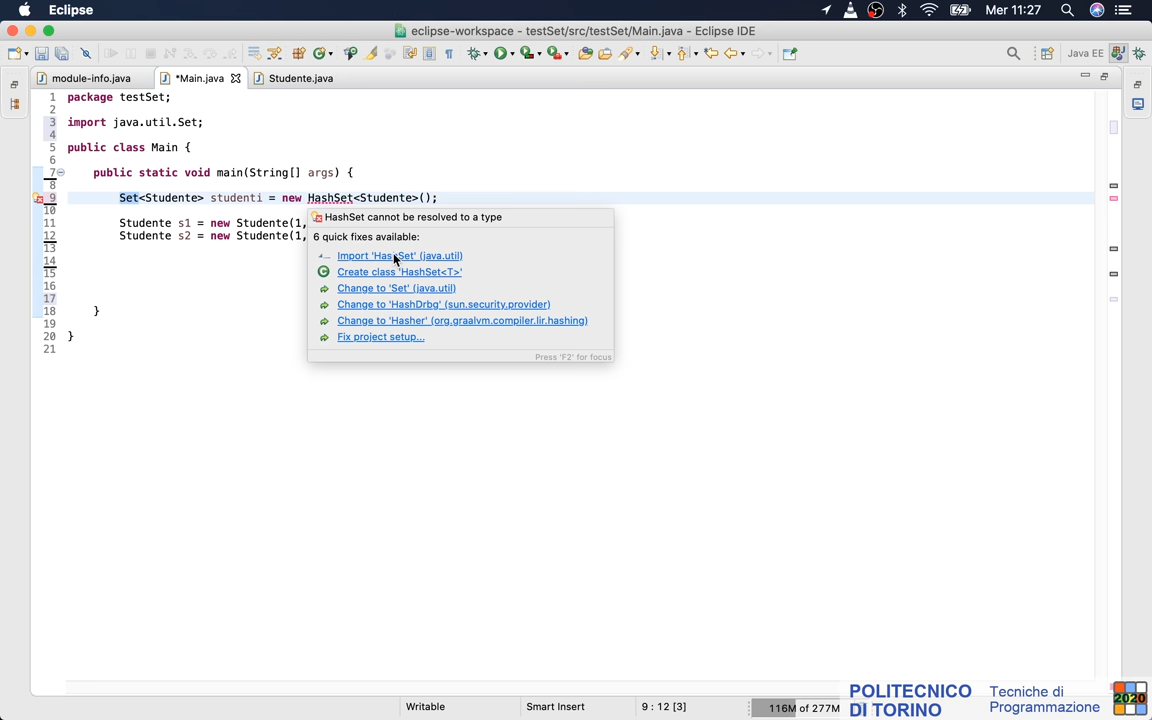 Eclipse
Mer 11:27
eclipse-workspace - testSet/src/testSet/Main.java - Eclipse IDE
Java EE
module-info.java
*Main.java
Studente.java
1 package testSet;
2
3 import java.util.Set;
4
5 public class Main {
6
7 public static void main(String[] args) {
8
9 Set<Studente> studenti = new HashSet<Studente>();
10
11 Studente s1 = new Studente(1,
12 Studente s2 = new Studente(1,
13
14
15
16
17
18 }
19
20 }
21
HashSet cannot be resolved to a type
6 quick fixes available:
Import 'HashSet' (java.util)
Create class 'HashSet<T>'
Change to 'Set' (java.util)
Change to 'HashDrbg' (sun.security.provider)
Change to 'Hasher' (org.graalvm.compiler.lir.hashing)
Fix project setup...
Press 'F2' for focus
Writable
Smart Insert
9 : 12 [3]
116M of 277M
POLITECNICO
DI TORINO
Tecniche di
Programmazione
2020